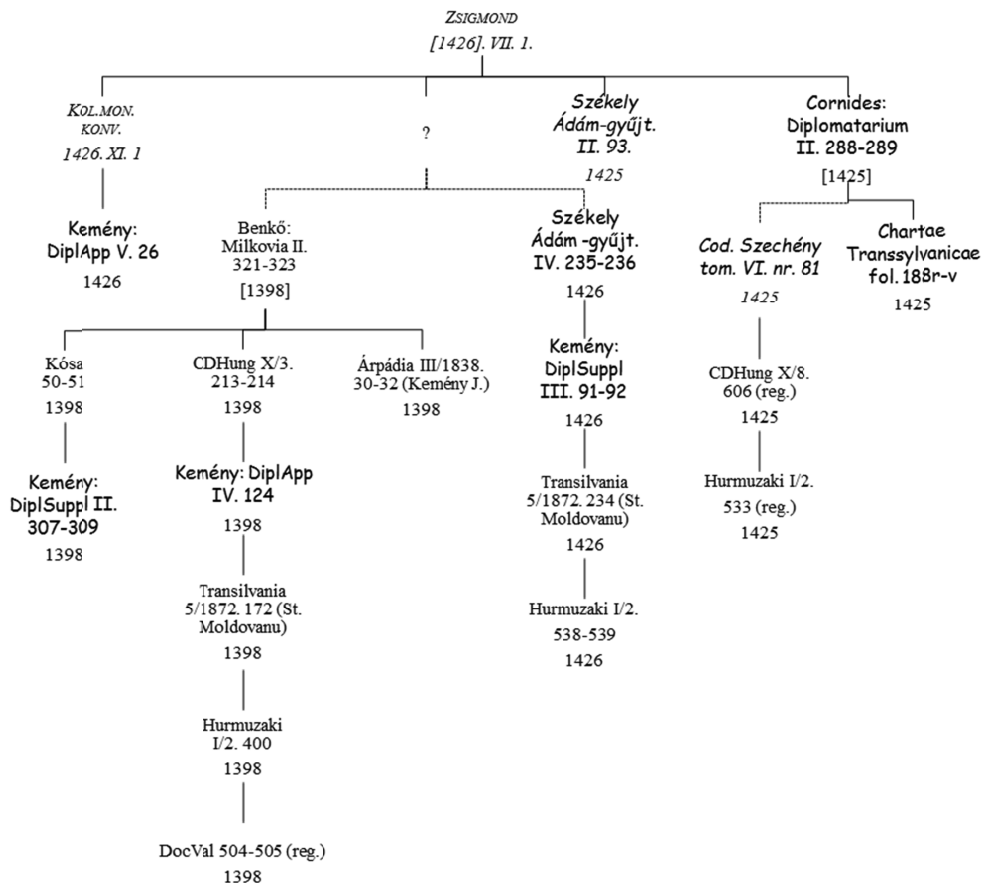 ZSIGMOND
[1426]. VII. 1.
KOL.MON.
KONV.
1426. XI. 1
?
Székely
Ádám-gyűjt.
II. 93.
1425
Cornides:
Diplomatarium
II. 288-289
[1425]
Kemény:
DiplApp V. 26
1426
Benkő:
Milkovia II.
321-323
[1398]
Székely
Ádám -gyűjt.
IV. 235-236
1426
Cod. Szechény
tom. VI. nr. 81
1425
Chartae
Transsylvanicae
fol. 188r-v
1425
Kósa
50-51
1398
CDHung X/3.
213-214
1398
Árpádia III/1838.
30-32 (Kemény J.)
1398
Kemény:
DiplSuppl
III. 91-92
1426
CDHung X/8.
606 (reg.)
1425
Kemény:
DiplSuppl II.
307-309
1398
Kemény: DiplApp
IV. 124
1398
Transilvania
5/1872. 234 (St.
Moldovanu)
1426
Hurmuzaki I/2.
533 (reg.)
1425
Transilvania
5/1872. 172 (St.
Moldovanu)
1398
Hurmuzaki I/2.
538-539
1426
Hurmuzaki
I/2. 400
1398
DocVal 504-505 (reg.)
1398